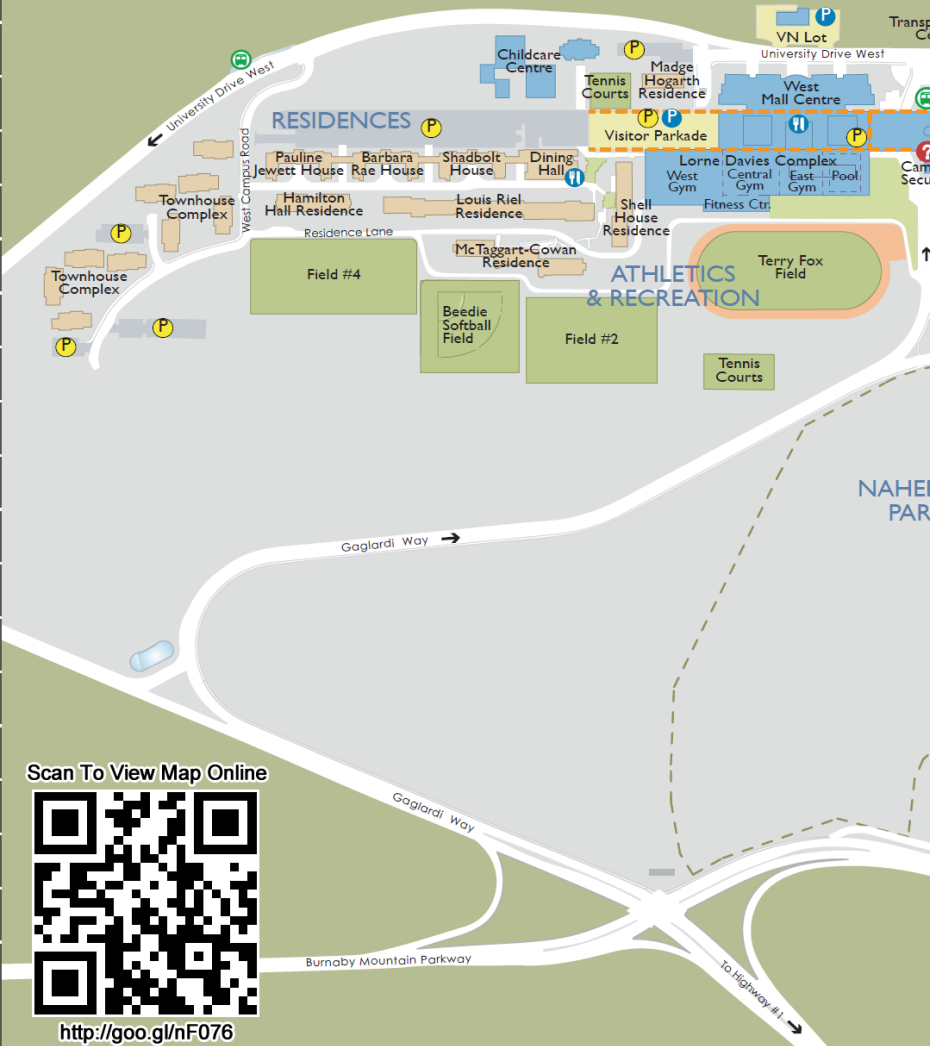 Transp
VN Lot
University Drive West
Childcare
Centre
Madge
Hogarth
Residence
Tennis
Courts
West
Mall Centre
University Drive West
RESIDENCES
Visitor Parkade
P
P
P
P
P
P
P
P
P
?
Pauline
Jewett House
Barbara
Rae House
Shadbolt
House
Dining
Hall
Lorne Davies Complex
West
Gym
Central
Gym
East
Gym
Pool
Fitness Ctr.
Cam
Secu
West Campus Road
Townhouse
Complex
Hamilton
Hall Residence
Louis Riel
Residence
Shell
House
Residence
Residence Lane
McTaggart-Cowan
Residence
Townhouse
Complex
Field #4
ATHLETICS
& RECREATION
Terry Fox
Field
Beedie
Softball
Field
Field #2
Tennis
Courts
NAHE
PAR
Gaglardi Way
Gaglardi Way
Scan To View Map Online
Burnaby Mountain Parkway
To Highway #1
http://goo.gl/nF076